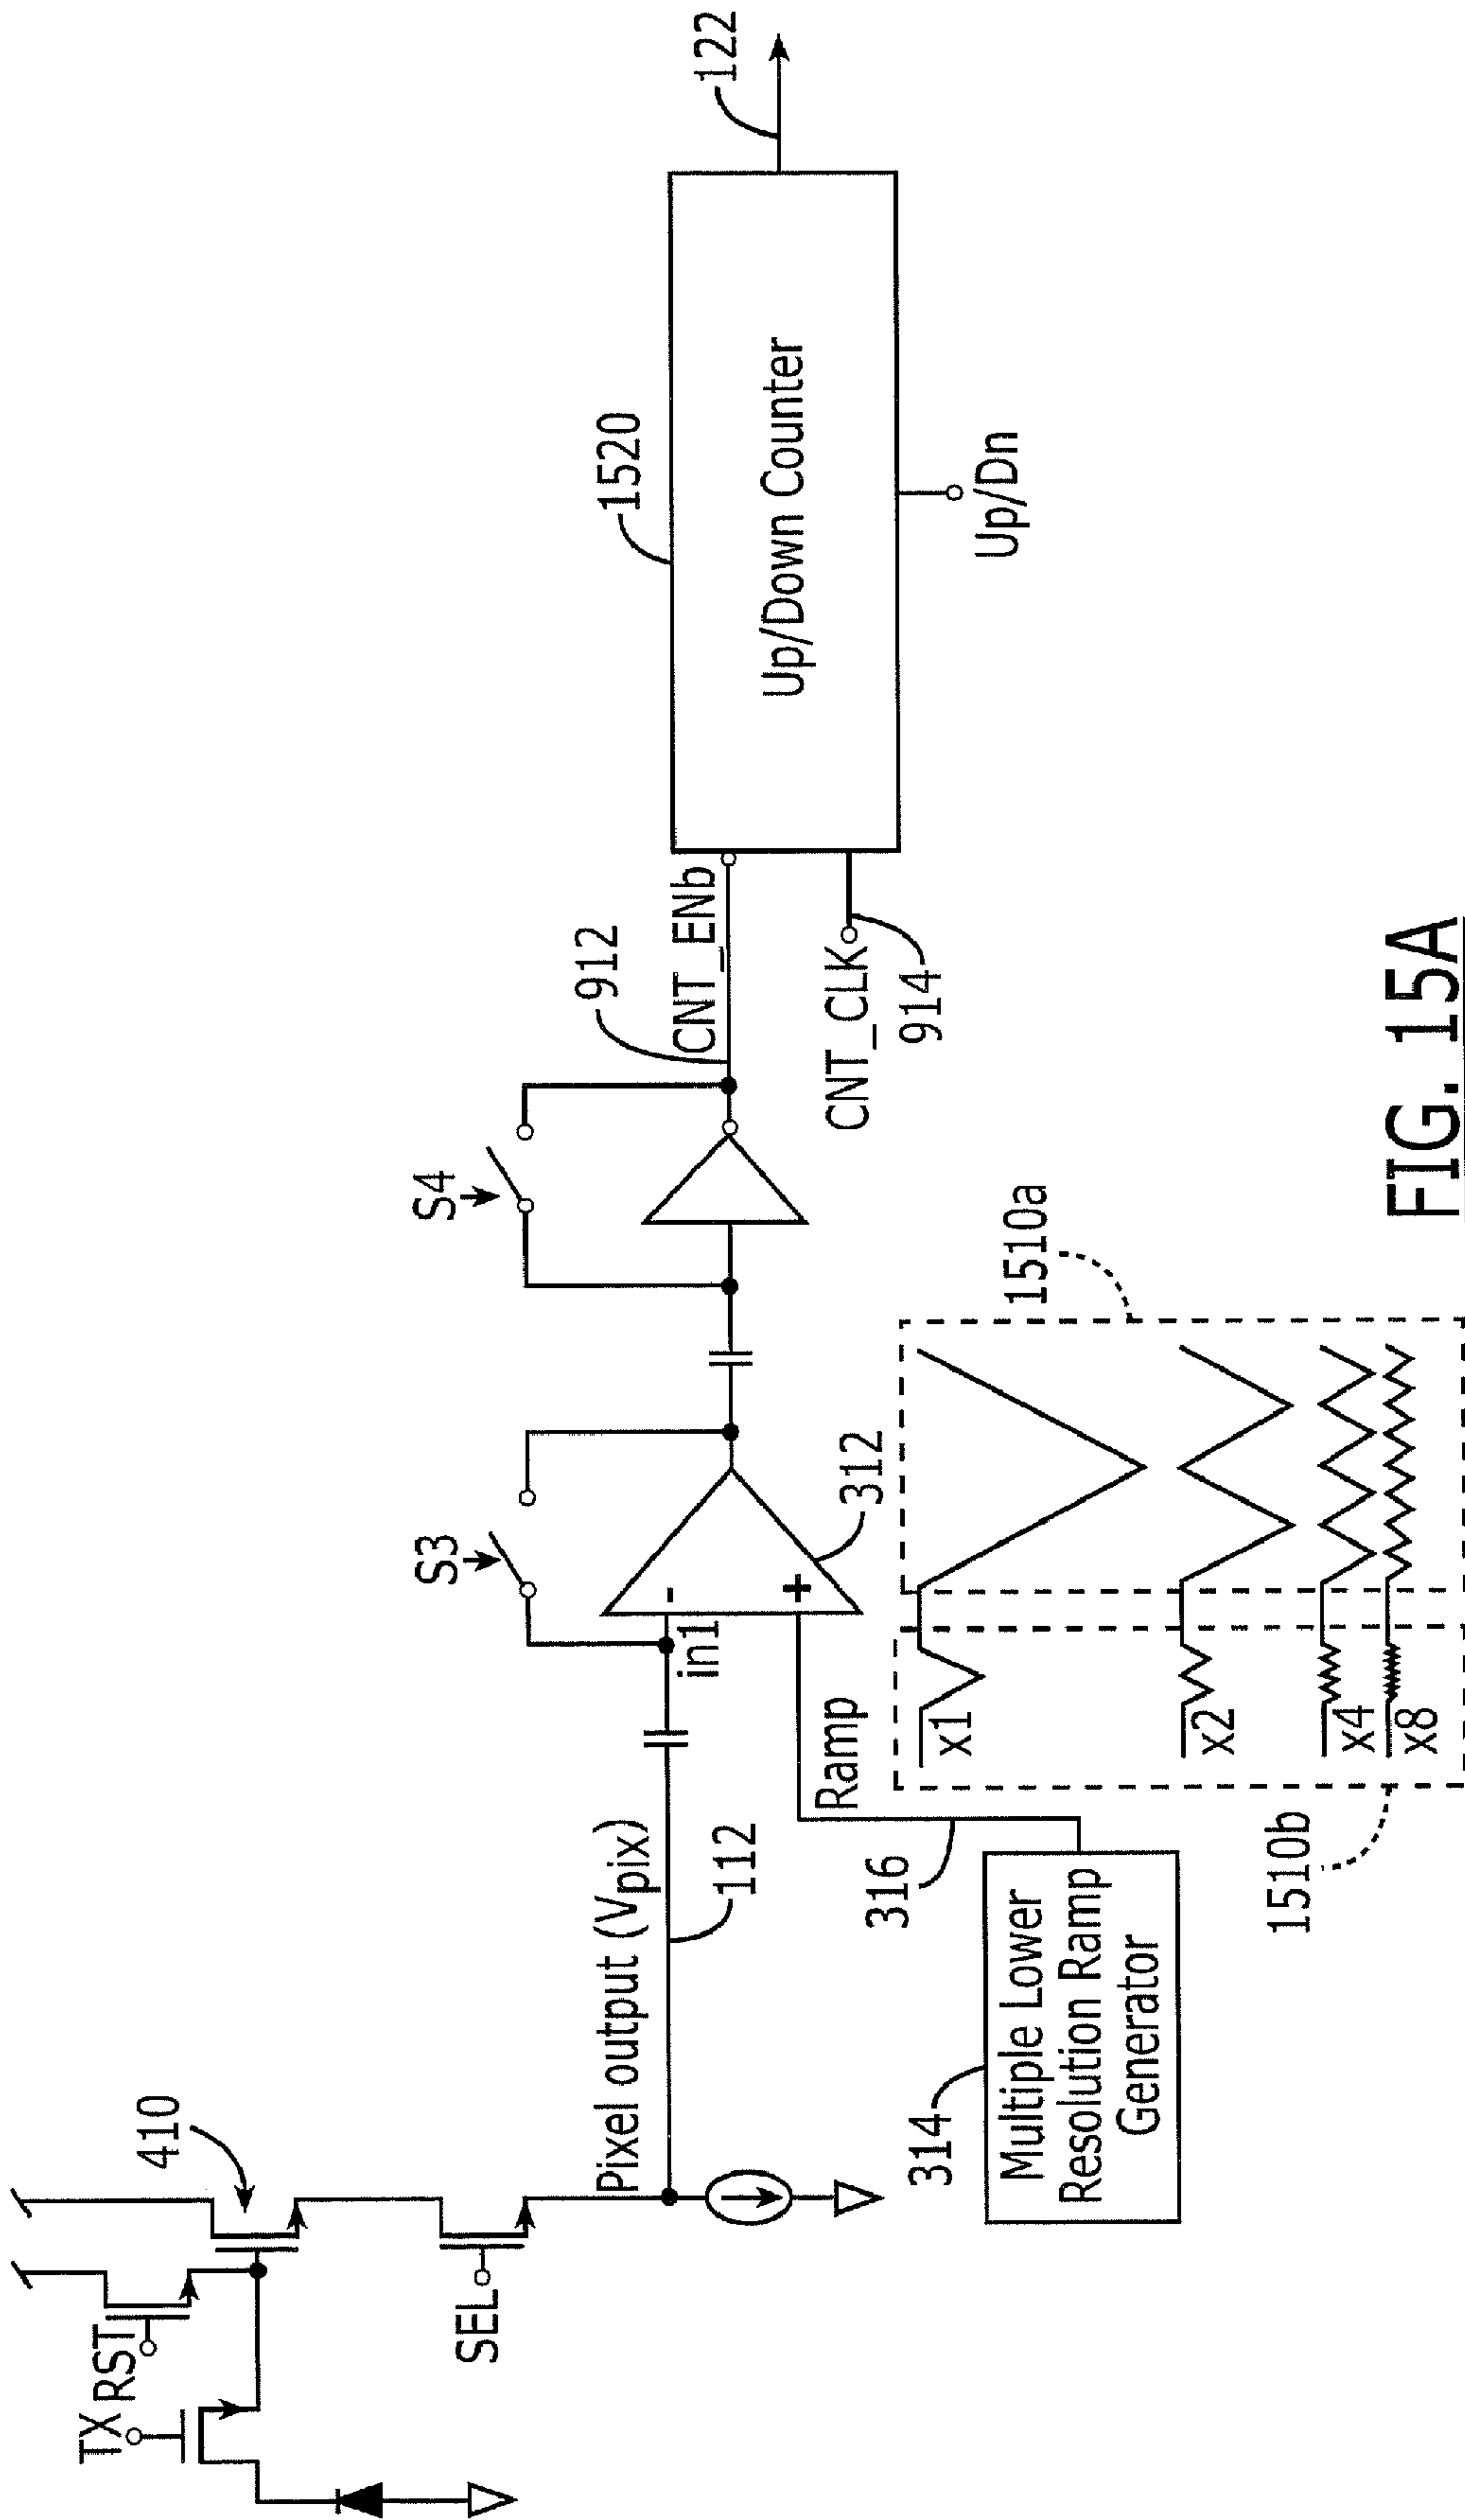 TX
RST
410
SEL
Pixel output (Vpix)
112
314
Multiple Lower
Resolution Ramp
Generator
316
Ramp
in1
-
+
S3
312
S4
912
CNT_ENb
CNT_CLK
914
1520
Up/Down Counter
Up/Dn
122
x1
x2
x4
x8
1510b
1510a
FIG. 15A